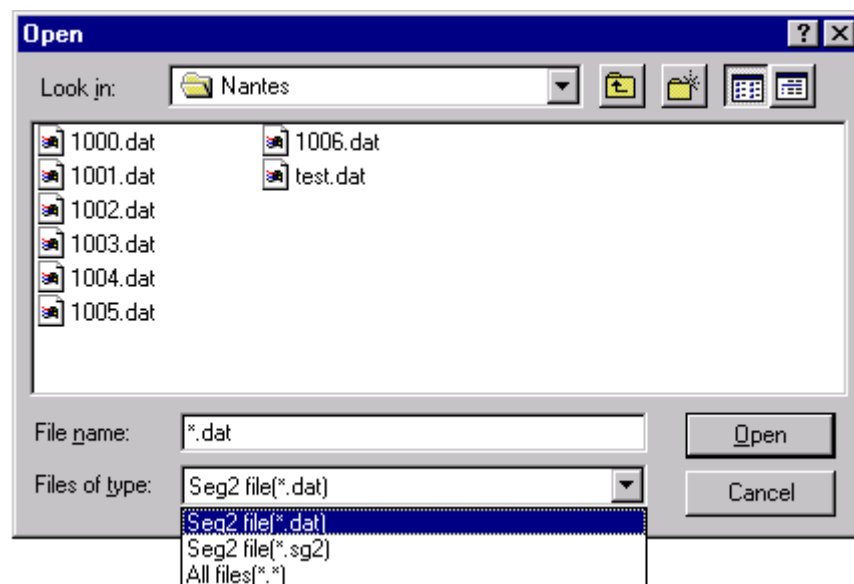 Open
Look in: Nantes
1000.dat
1001.dat
1002.dat
1003.dat
1004.dat
1005.dat
1006.dat
test.dat
File name: *.dat Open
Files of type: Seg2 file(*.dat) Cancel
Seg2 file(*.dat)
Seg2 file(*.sg2)
All files(*.*)